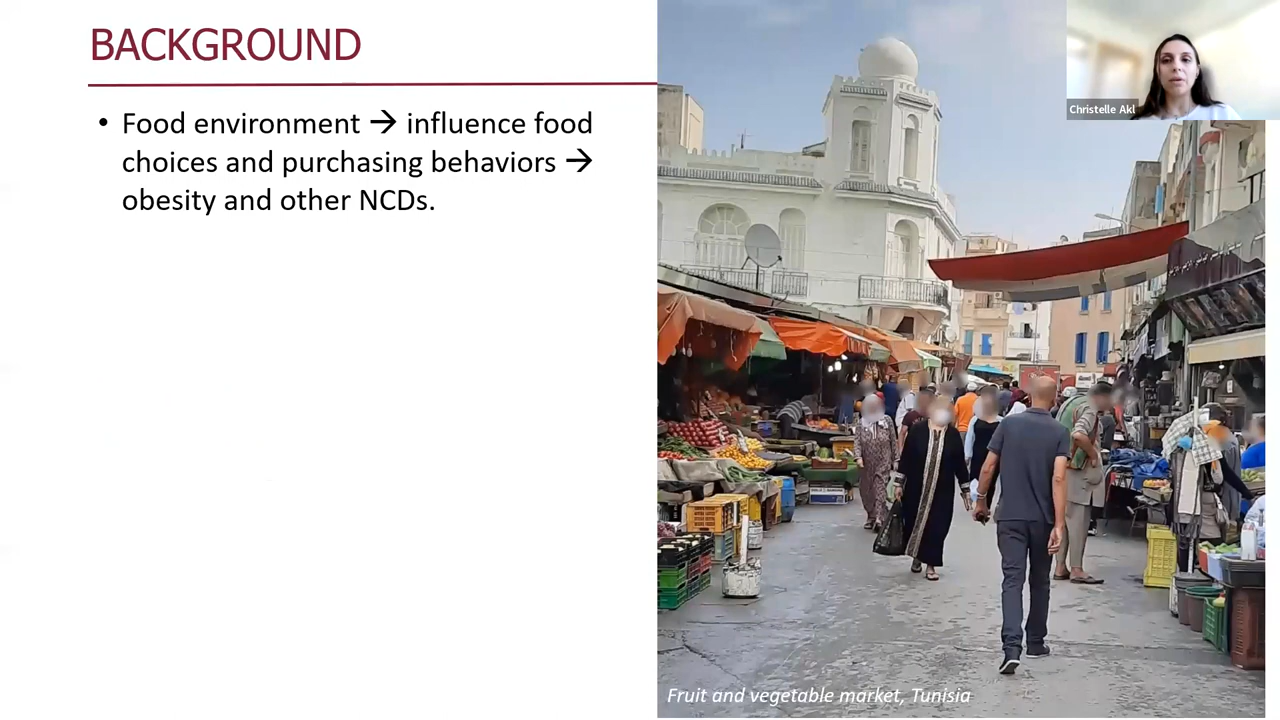 BACKGROUND
• Food environment → influence food
choices and purchasing behaviors →
obesity and other NCDs.
Christelle Akl
Fruit and vegetable market, Tunisia